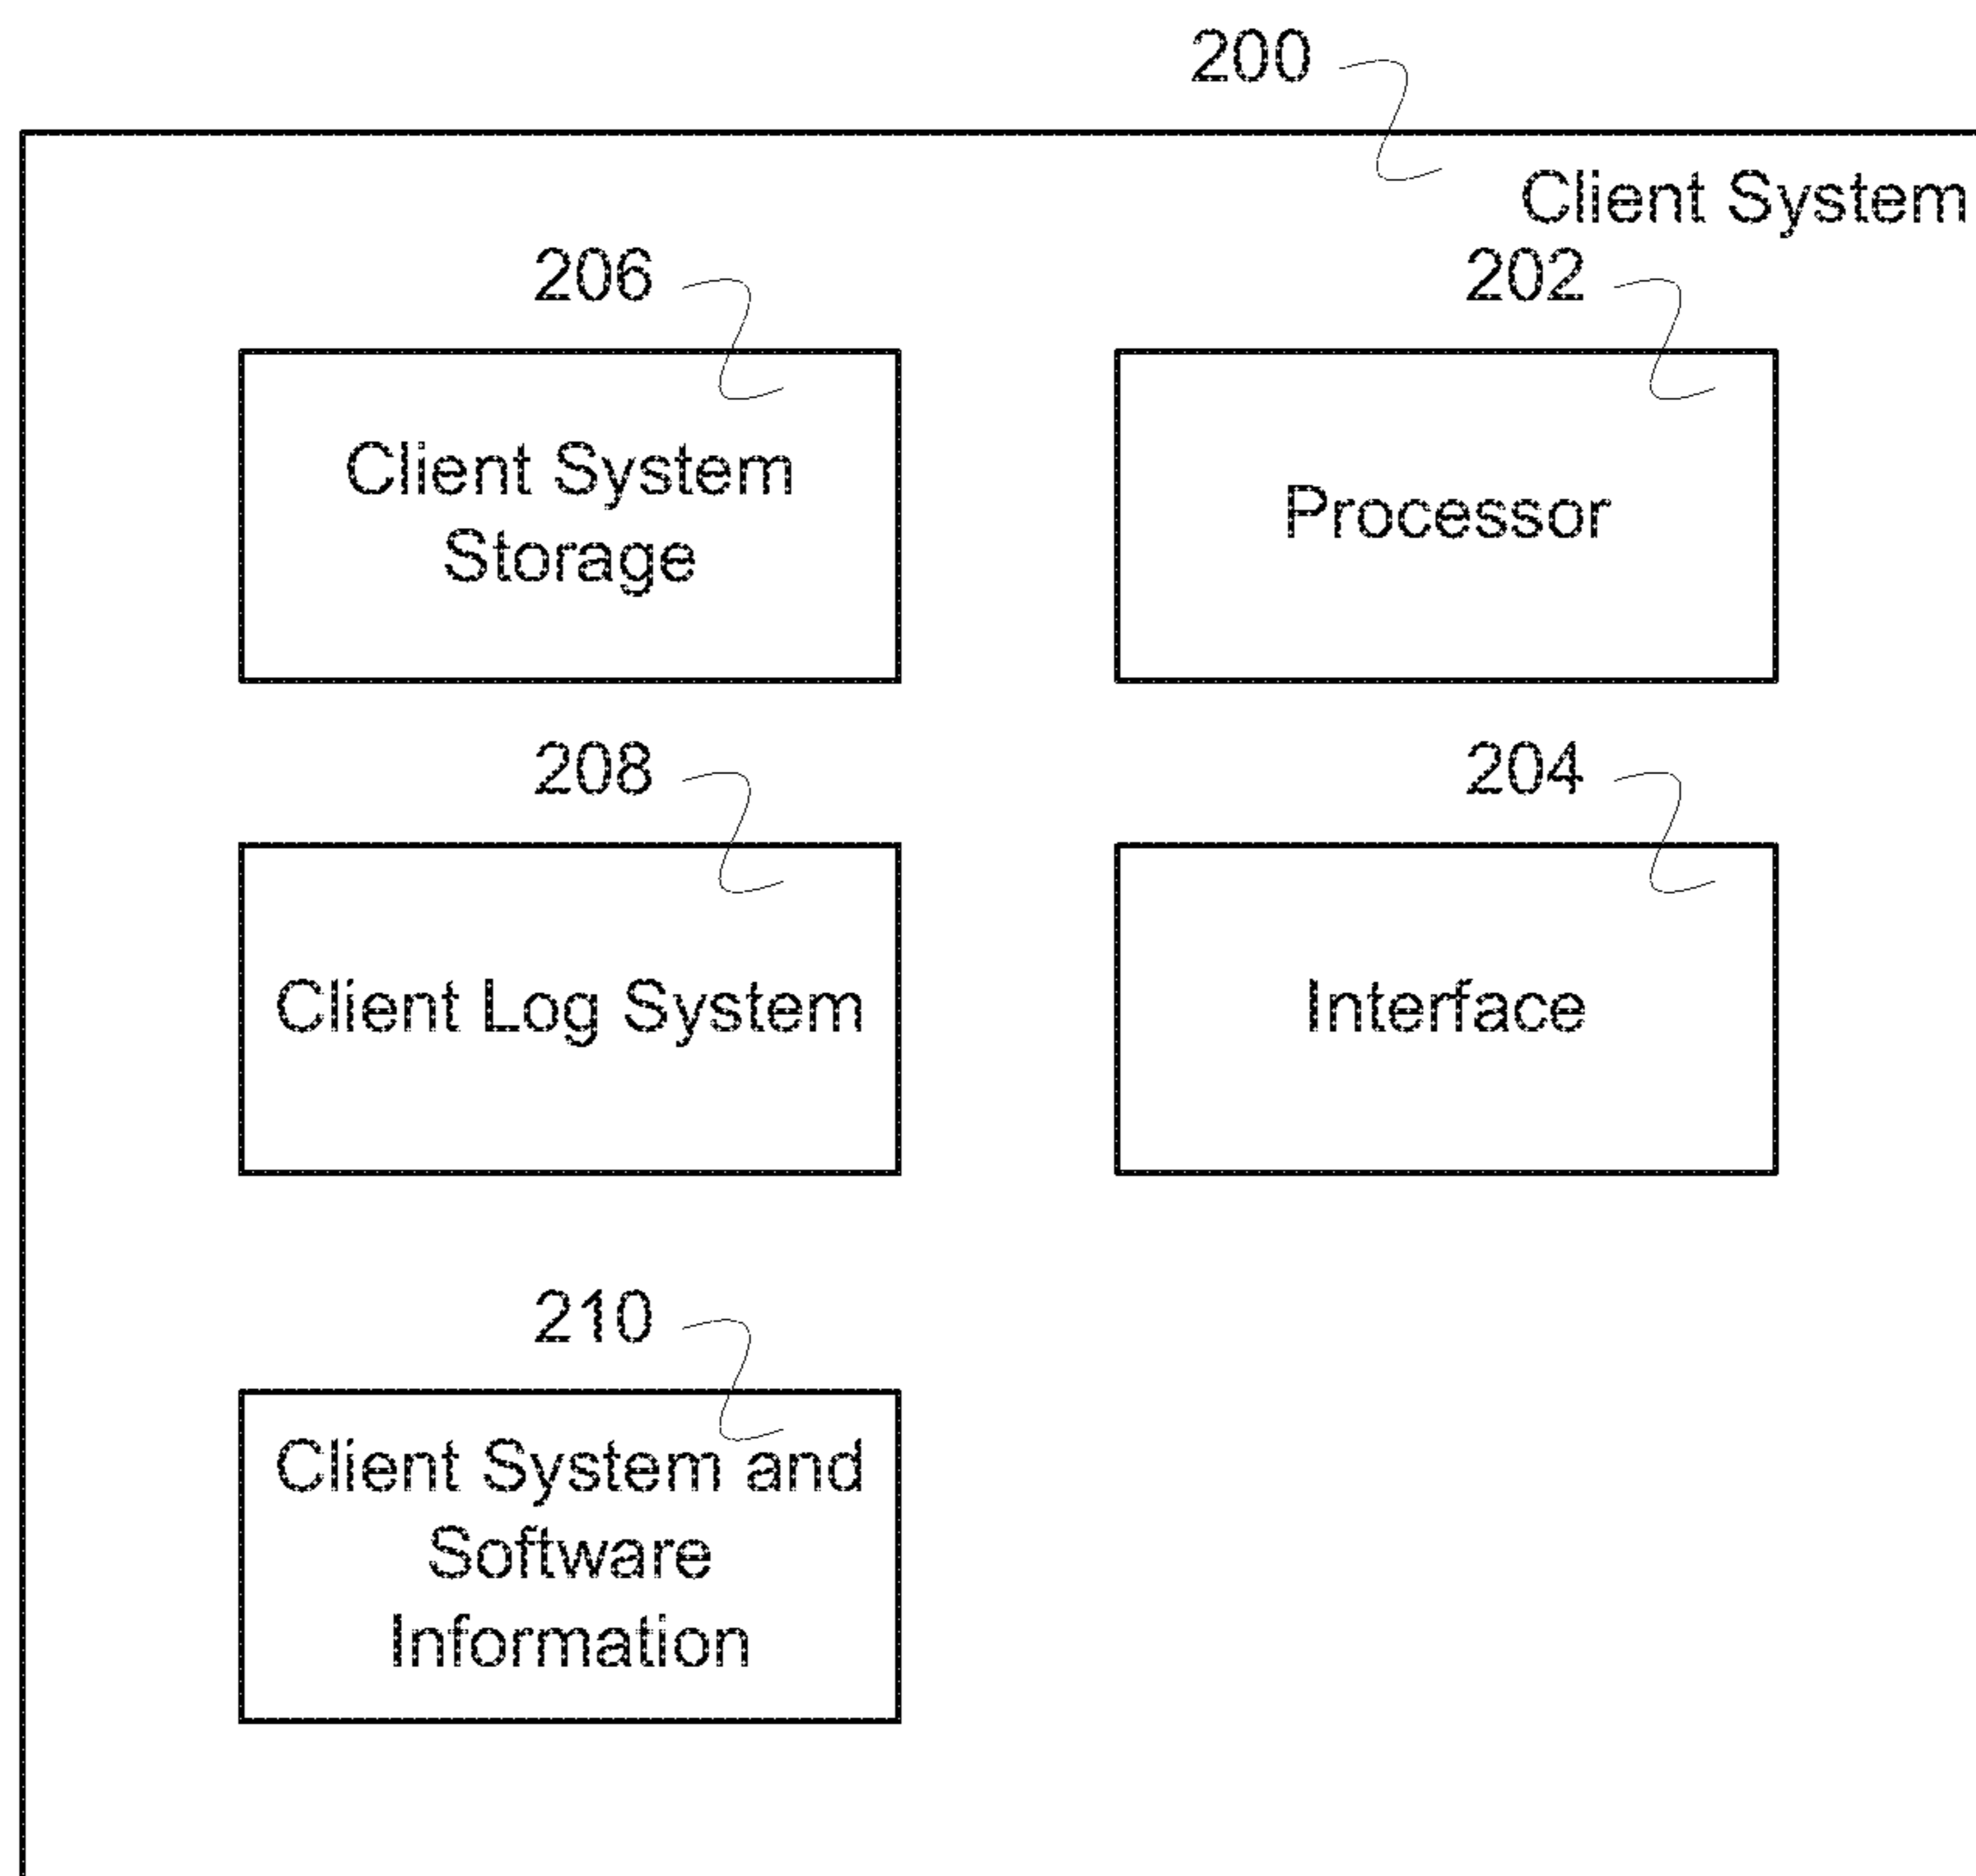 200
Client System
206
202
Client System
Storage
Processor
208
204
Client Log System
Interface
210
Client System and
Software
Information